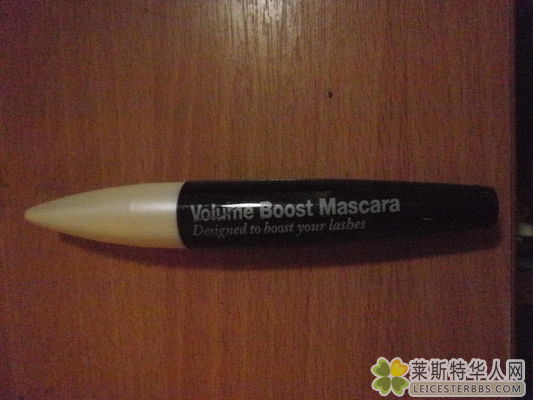 Volume Boost Mascara
Designed to boost your lashes
莱斯特华人网
LEICESTERBBS.COM